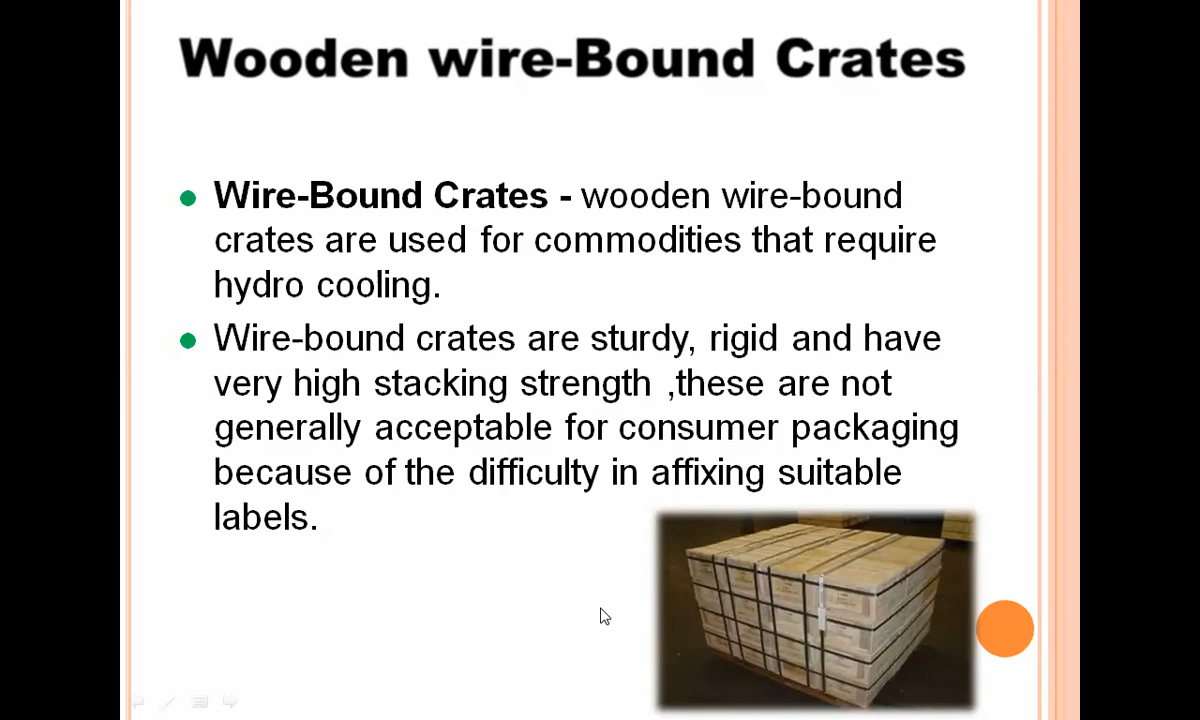 Wooden wire-Bound Crates
Wire-Bound Crates - wooden wire-bound
crates are used for commodities that require
hydro cooling.
Wire-bound crates are sturdy, rigid and have
very high stacking strength ,these are not
generally acceptable for consumer packaging
because of the difficulty in affixing suitable
labels.